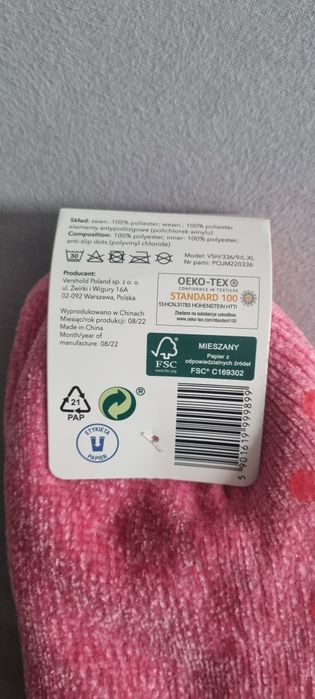 Skład: zewn.: 100% poliester; wewn.: 100% poliester
elementy antypoślizgowe (polichlorek winylu)
Composition: 100% polyester; inner: 100% polyester;
anti-slip dots (polyvinyl chloride)
30
Model: VSH/336/9/L-XL
Nr partii: POJM220336
Producent:
Vershold Poland sp. z o. o.
ul. Żwirki i Wigury 16A
02-092 Warszawa, Polska
Wyprodukowano w Chinach
Miesiąc/rok produkcji: 08/22
Made in China
Month/year of
manufacture: 08/22
OEKO-TEX®
CONFIDENCE IN TEXTILES
STANDARD 100
13.HCN.31783 HOHENSTEIN HTTI
Zbadano na substancje szkodliwe.
www.oeko-tex.com/standard100
FSC
www.fsc.org
MIESZANY
Papier z
odpowiedzialnych źródeł
FSC® C169302
21
PAP
®
ETYKIETA
PAPIER
5 901619 999899